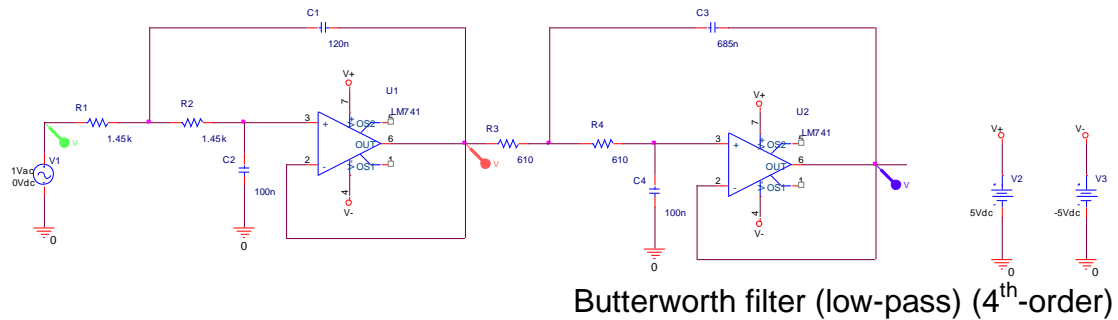 C1
120n
C3
685n
V+
7
U1
LM741
R1
1.45k
R2
1.45k
3
+
OS2
5
OUT
6
2
-
OS1
1
4
V-
V
V
V1
1Vac
0Vdc
0
C2
100n
0
R3
610
R4
610
C4
100n
0
V+
7
U2
LM741
3
+
OS2
5
OUT
6
2
-
OS1
1
4
V-
V
V+
V2
5Vdc
0
V-
V3
-5Vdc
0
Butterworth filter (low-pass) (4th-order)